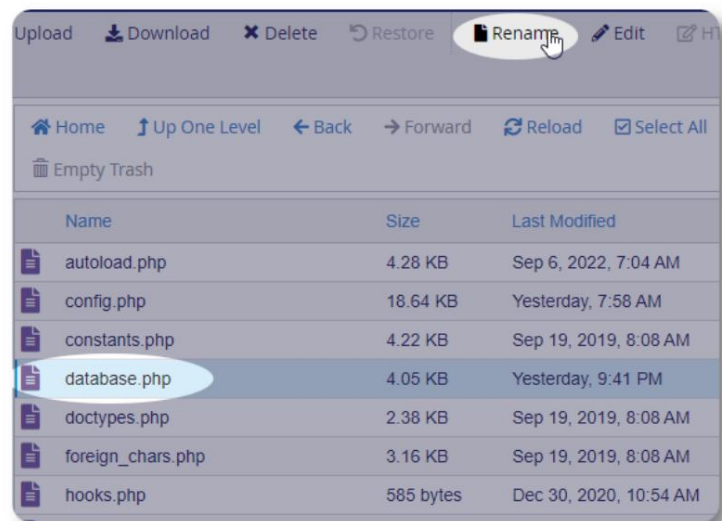 Upload Download Delete Restore Rename Edit
Home Up One Level Back Forward Reload Select All
Empty Trash
Name Size Last Modified
autoload.php 4.28 KB Sep 6, 2022, 7:04 AM
config.php 18.64 KB Yesterday, 7:58 AM
constants.php 4.22 KB Sep 19, 2019, 8:08 AM
database.php 4.05 KB Yesterday, 9:41 PM
doctypes.php 2.38 KB Sep 19, 2019, 8:08 AM
foreign_chars.php 3.16 KB Sep 19, 2019, 8:08 AM
hooks.php 585 bytes Dec 30, 2020, 10:54 AM